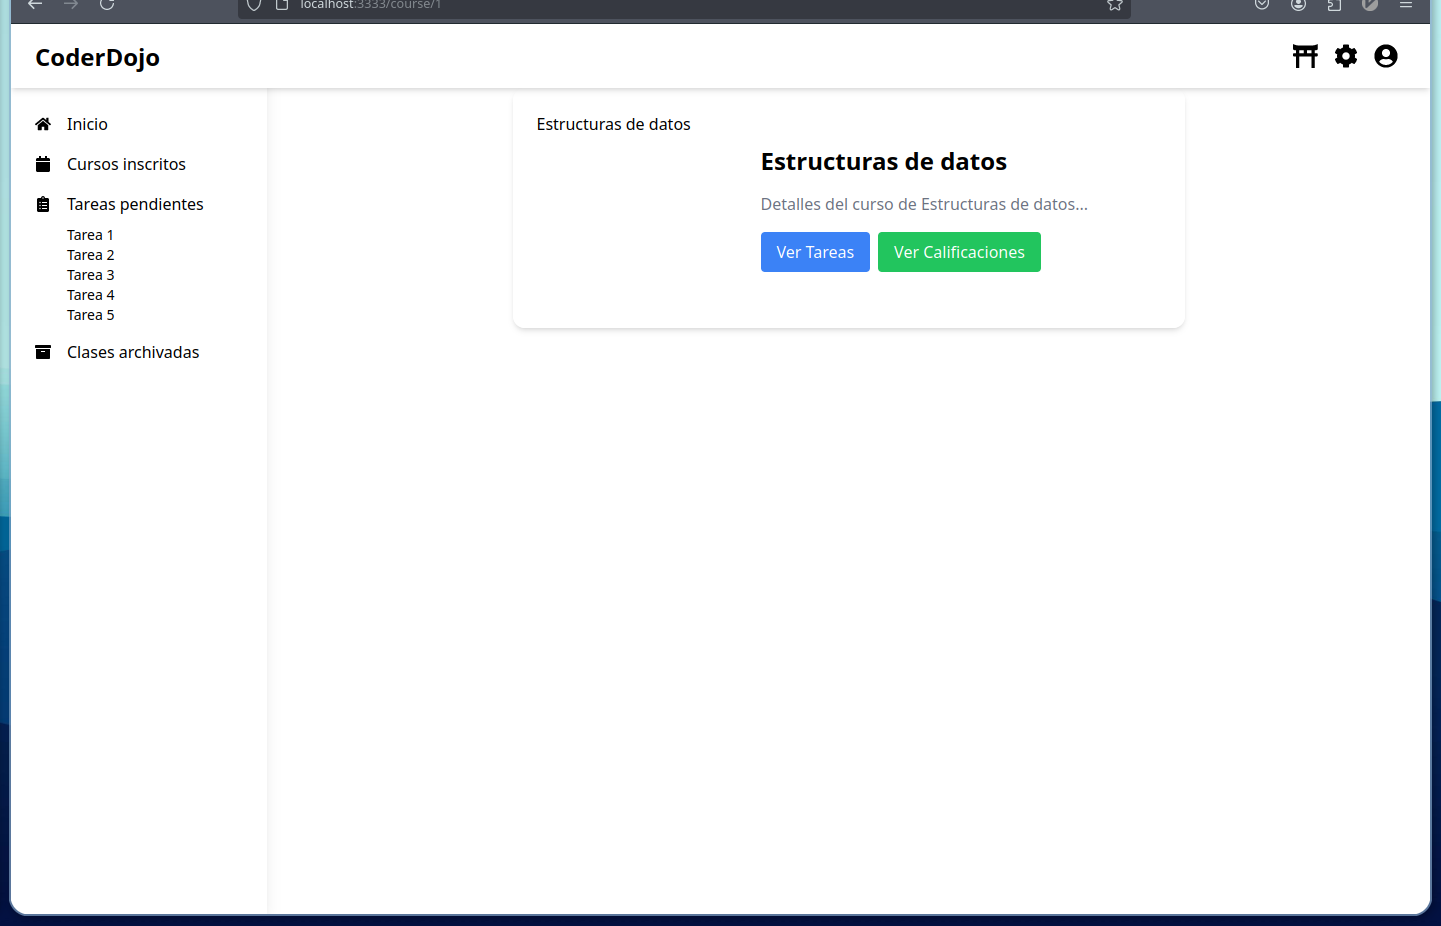 localhost:3333/course/1
CoderDojo
Inicio
Cursos inscritos
Tareas pendientes
Tarea 1
Tarea 2
Tarea 3
Tarea 4
Tarea 5
Clases archivadas
Estructuras de datos
Estructuras de datos
Detalles del curso de Estructuras de datos...
Ver Tareas
Ver Calificaciones